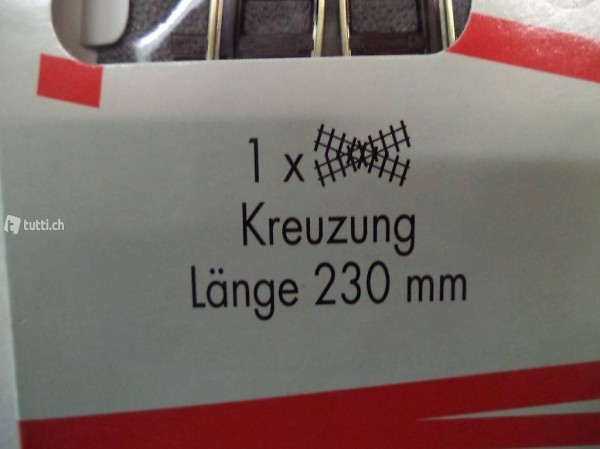 1 x
Kreuzung
Länge 230 mm
tutti.ch